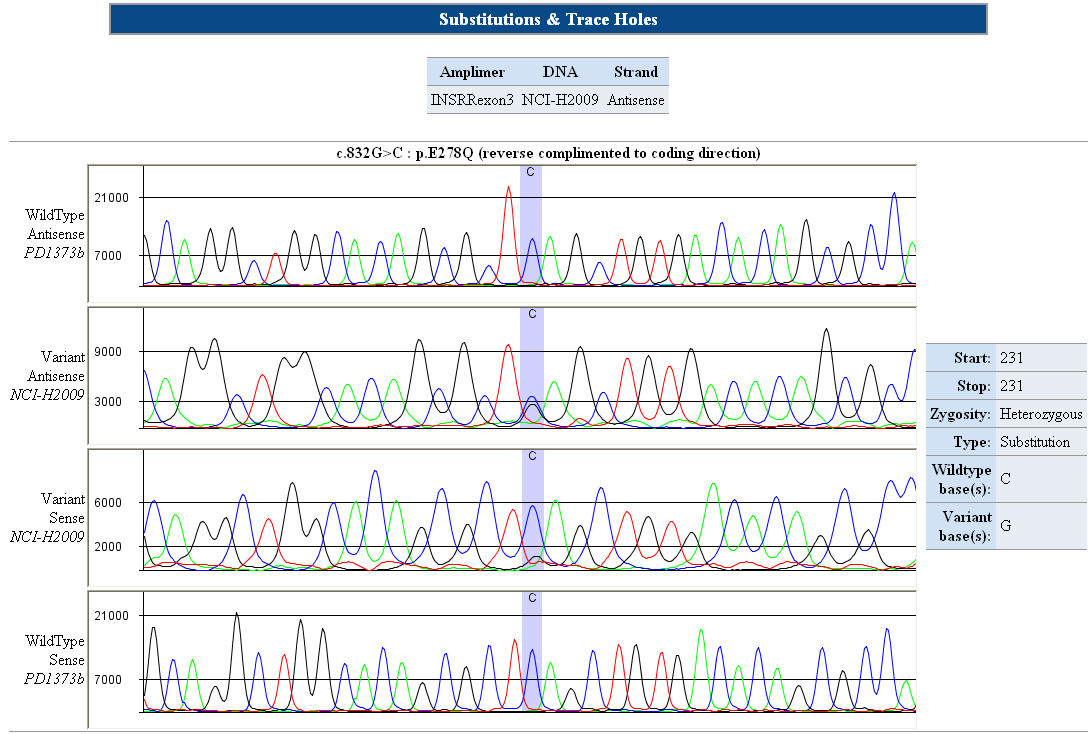 Substitutions & Trace Holes
Amplimer DNA Strand
INSRRexon3 NCI-H2009 Antisense
c.832G>C : p.E278Q (reverse complimented to coding direction)
WildType
Antisense
PD1373b
21000
7000
C
Variant
Antisense
NCI-H2009
9000
3000
C
Variant
Sense
NCI-H2009
6000
2000
C
WildType
Sense
PD1373b
21000
7000
C
Start: 231
Stop: 231
Zygosity: Heterozygous
Type: Substitution
Wildtype
base(s): C
Variant
base(s): G